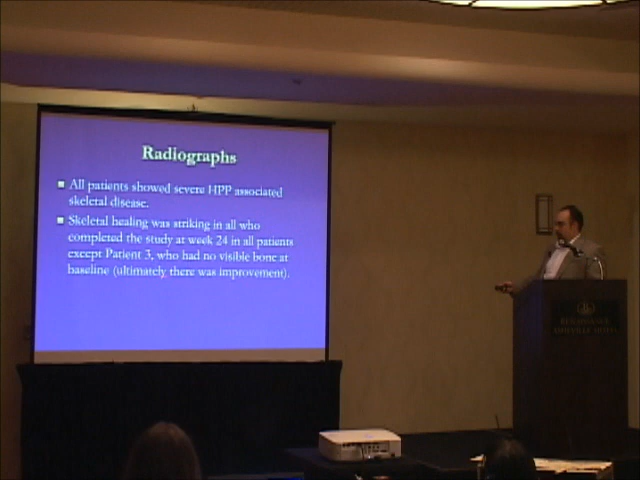 Radiographs
All patients showed severe HPP associated
skeletal disease.
Skeletal healing was striking in all who
completed the study at week 24 in all patients
except Patient 3, who had no visible bone at
baseline (ultimately there was improvement).